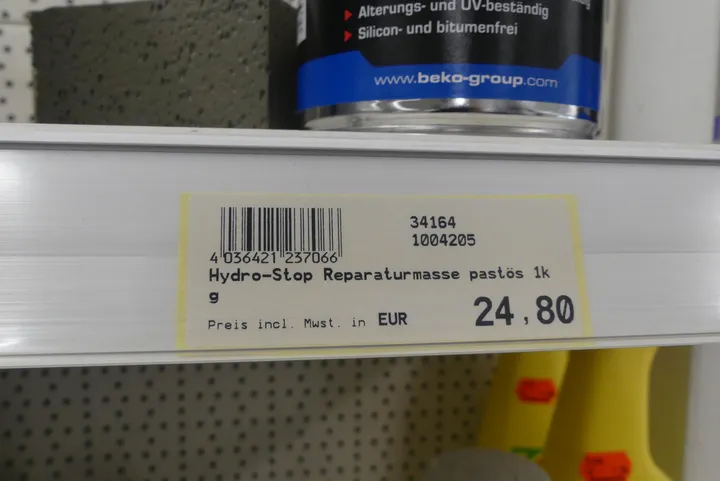 Alterungs- und UV-beständig
Silicon- und bitumenfrei
www.beko-group.com
34164
1004205
4 036421 237066
Hydro-Stop Reparaturmasse pastös 1k
g
Preis incl. Mwst. in EUR 24,80